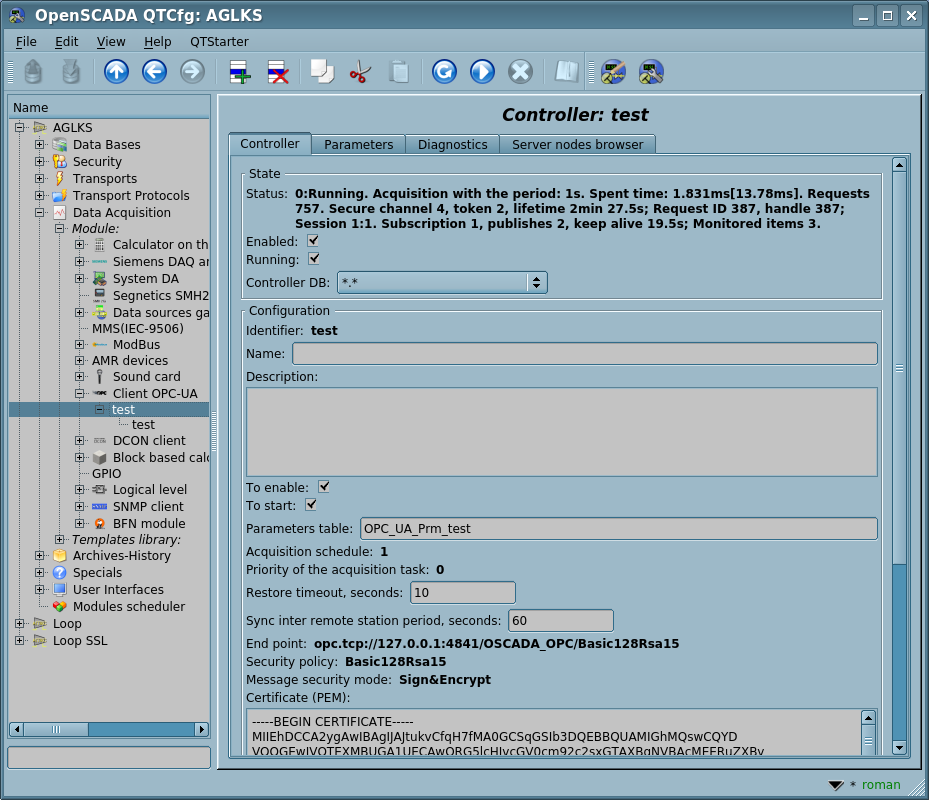 OpenSCADA QTCfg: AGLKS
File Edit View Help QTStarter
Name
AGLKS
Data Bases
Security
Transports
Transport Protocols
Data Acquisition
Module:
Calculator on th
Siemens DAQ ar
System DA
Segnetics SMH2
Data sources ga
MMS(IEC-9506)
ModBus
AMR devices
Sound card
Client OPC-UA
test
test
DCON client
Block based calc
GPIO
Logical level
SNMP client
BFN module
Templates library:
Archives-History
Specials
User Interfaces
Modules scheduler
Loop
Loop SSL
Controller: test
Controller Parameters Diagnostics Server nodes browser
State
Status: 0:Running. Acquisition with the period: 1s. Spent time: 1.831ms[13.78ms]. Requests
757. Secure channel 4, token 2, lifetime 2min 27.5s; Request ID 387, handle 387;
Session 1:1. Subscription 1, publishes 2, keep alive 19.5s; Monitored items 3.
Enabled:
Running:
Controller DB: *.*
Configuration
Identifier: test
Name:
Description:
To enable:
To start:
Parameters table: OPC_UA_Prm_test
Acquisition schedule: 1
Priority of the acquisition task: 0
Restore timeout, seconds: 10
Sync inter remote station period, seconds: 60
End point: opc.tcp://127.0.0.1:4841/OSCADA_OPC/Basic128Rsa15
Security policy: Basic128Rsa15
Message security mode: Sign&Encrypt
Certificate (PEM):
-----BEGIN CERTIFICATE-----
* roman